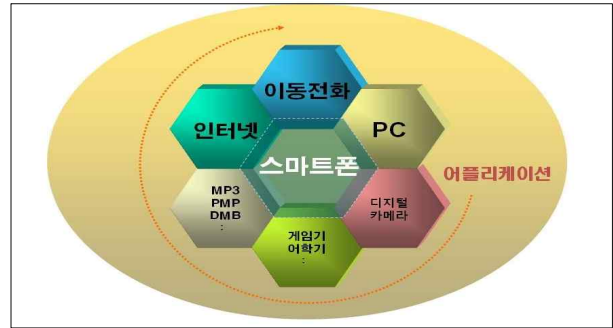 이동전화
인터넷
PC
스마트폰
어플리케이션
MP3
PMP
DMB
:
디지털
카메라
게임기
어학기
: